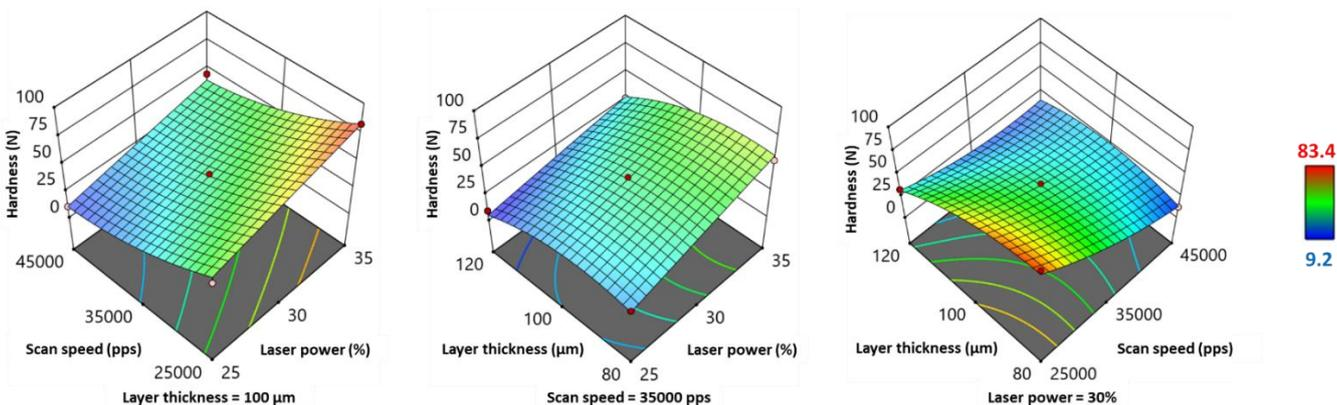 100
75
50
25
0
Hardness (N)
45000
35000
25000
Scan speed (pps)
25
30
35
Laser power (%)
Layer thickness = 100 µm
100
75
50
25
0
Hardness (N)
120
100
80
Layer thickness (µm)
25
30
35
Laser power (%)
Scan speed = 35000 pps
100
75
50
25
0
Hardness (N)
120
100
80
Layer thickness (µm)
25000
35000
45000
Scan speed (pps)
Laser power = 30%
83.4
9.2